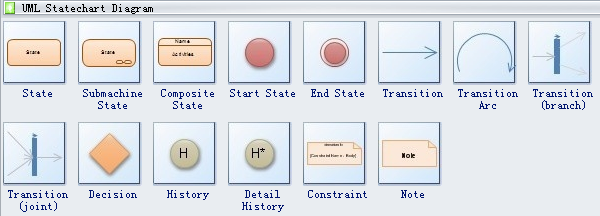 UML Statechart Diagram
State
State
Name
Activities
State
Submachine
State
Composite
State
Start State
End State
Transition
Transition
Arc
Transition
(branch)
H
H*
Note
Transition
(joint)
Decision
History
Detail
History
Constraint
Note